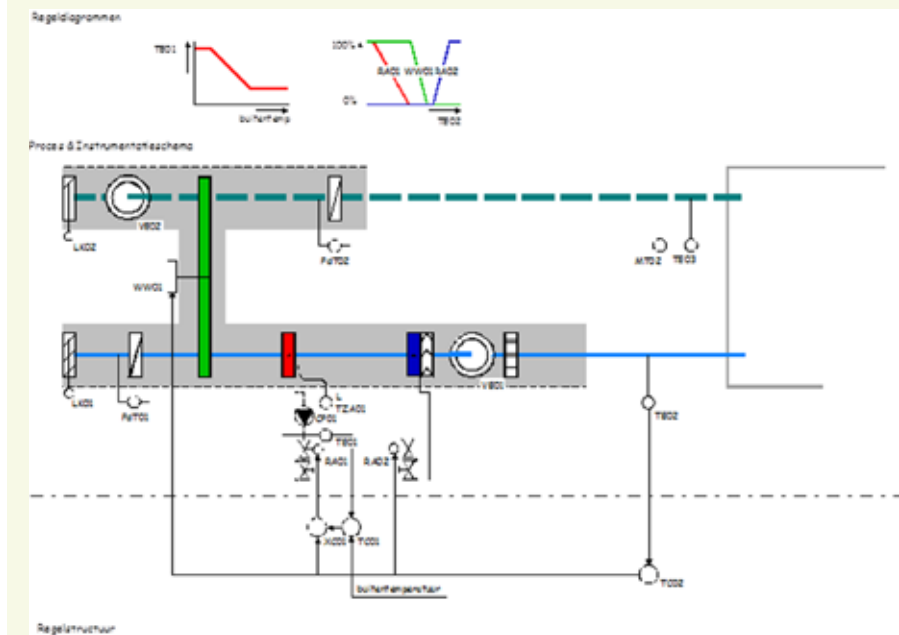 Regeldiagrammen
TE01
buitentemp
100%
0%
RA01 WW01 RA02
TE02
Proces & Instrumentatieschema
LK02
VE02
PdT02
MT02
TE03
WW01
LK01
PdT01
CP01
TZA01
TE01
RA01
RA02
VE01
TE02
XC01
TC01
TC02
buitentemperatuur
Regelstructuur